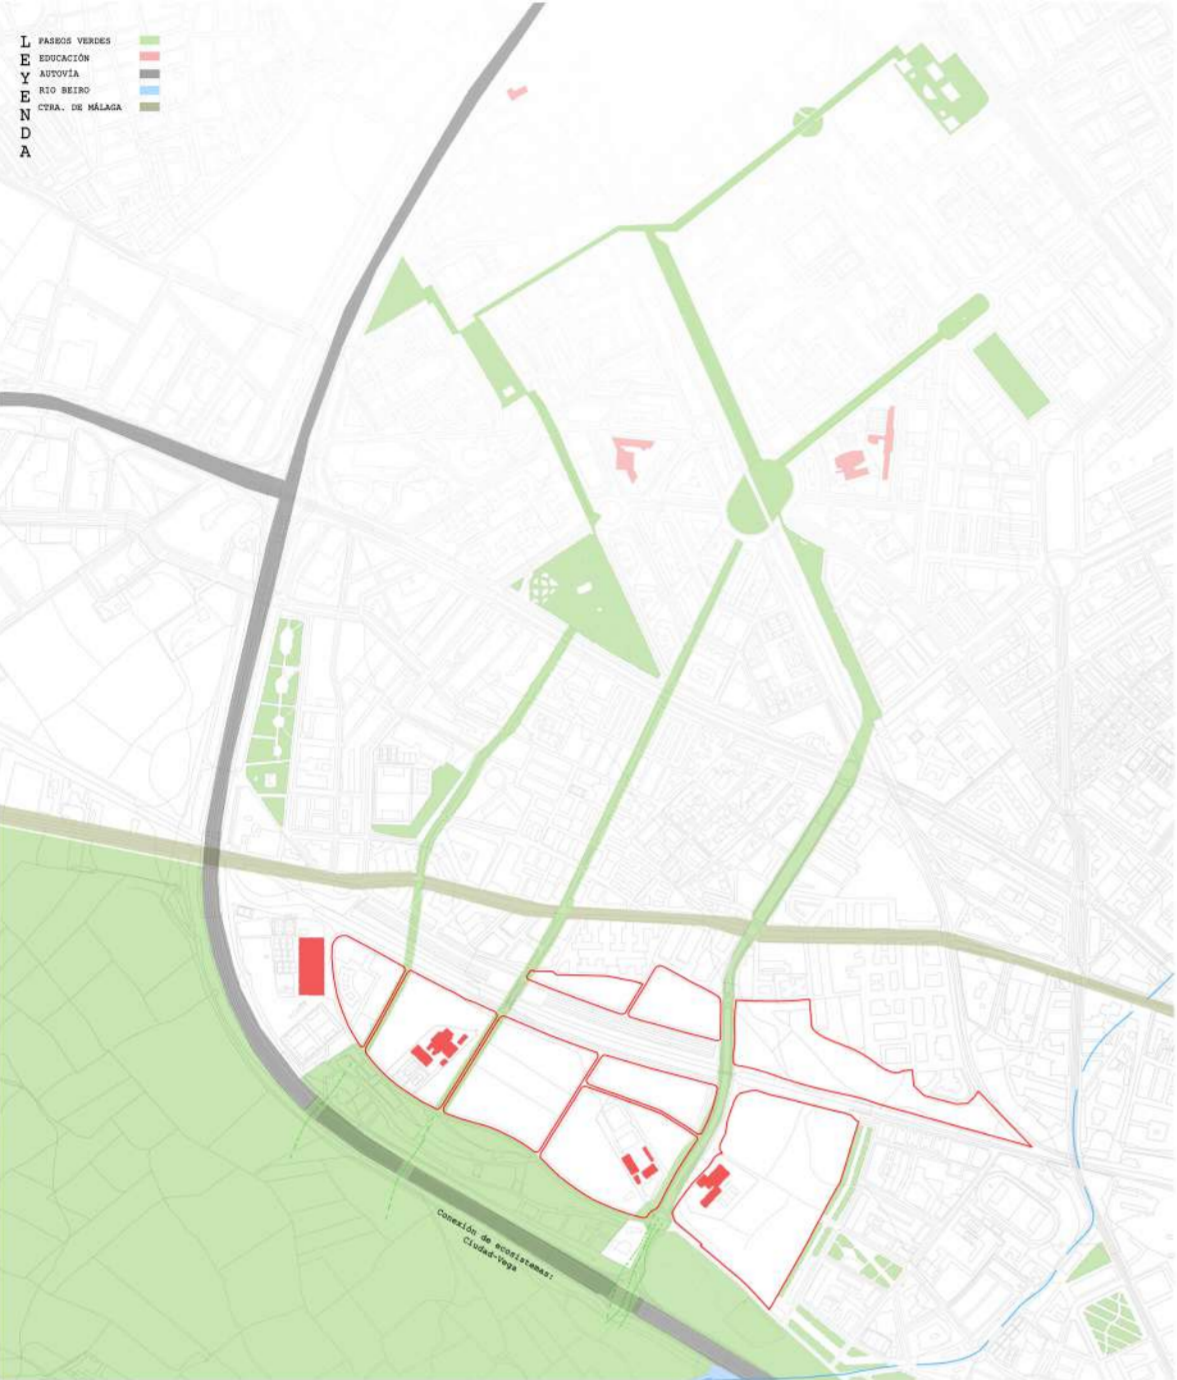 LEYENDA
PASEOS VERDES
EDUCACIÓN
AUTOVÍA
RIO BEIRO
CTRA. DE MÁLAGA
Conexión de ecosistemas:
Ciudad-Vega